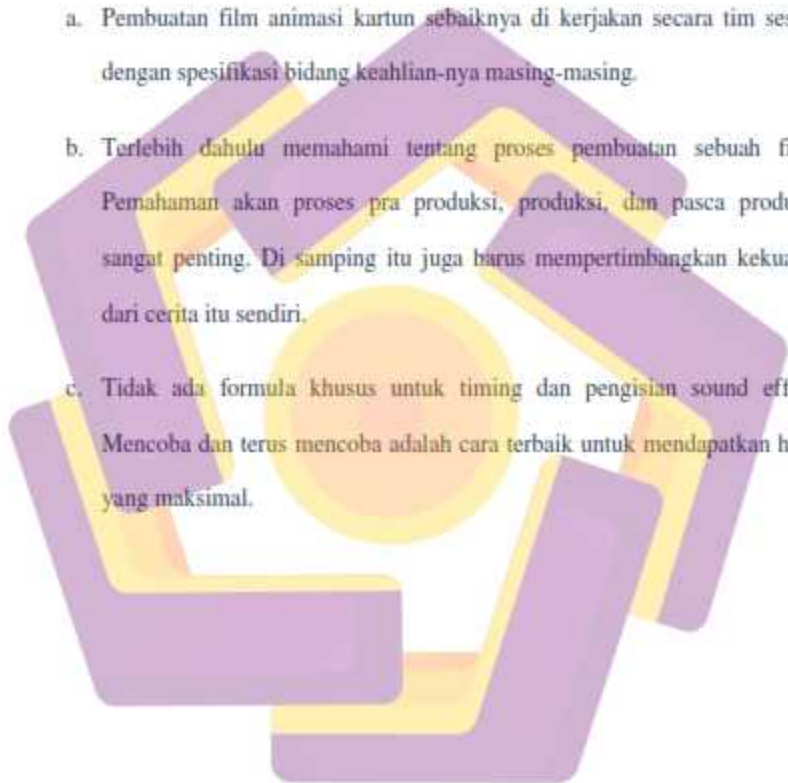 a. Pembuatan film animasi kartun sebaiknya di kerjakan secara tim ses
dengan spesifikasi bidang keahlian-nya masing-masing.
b. Terlebih dahulu memahami tentang proses pembuatan sebuah fi
Pemahaman akan proses pra produksi, produksi, dan pasca produ
sangat penting. Di samping itu juga harus mempertimbangkan kekua
dari cerita itu sendiri.
c. Tidak ada formula khusus untuk timing dan pengisian sound eff
Mencoba dan terus mencoba adalah cara terbaik untuk mendapatkan h
yang maksimal.